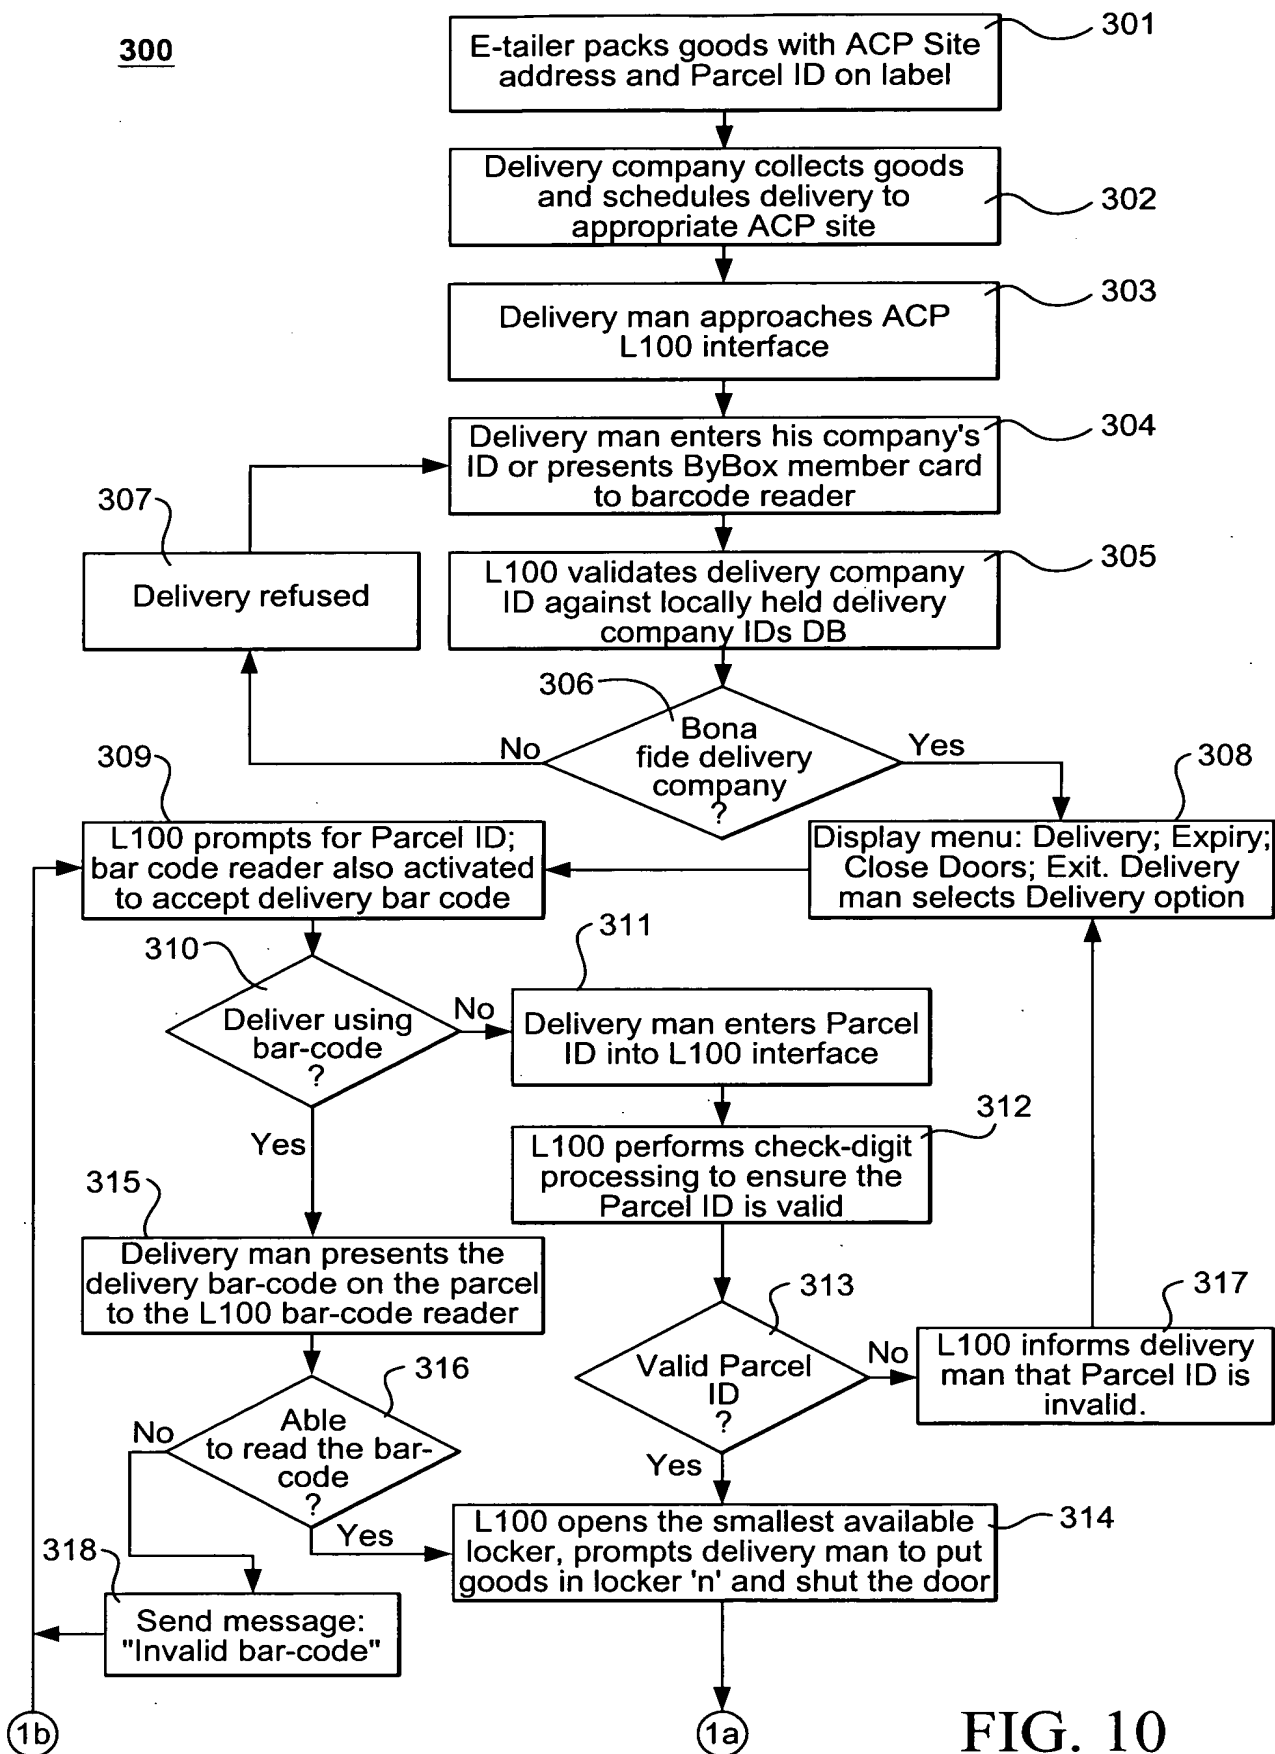 300
301
E-tailer packs goods with ACP Site
address and Parcel ID on label
Delivery company collects goods
and schedules delivery to
appropriate ACP site
302
303
Delivery man approaches ACP
L100 interface
304
Delivery man enters his company's
ID or presents ByBox member card
to barcode reader
307
Delivery refused
305
L100 validates delivery company
ID against locally held delivery
company IDs DB
306
Bona
fide delivery
company
?
No
Yes
309
308
L100 prompts for Parcel ID;
bar code reader also activated
to accept delivery bar code
Display menu: Delivery; Expiry;
Close Doors; Exit. Delivery
man selects Delivery option
310
311
Deliver using
bar-code
?
No
Delivery man enters Parcel
ID into L100 interface
Yes
312
L100 performs check-digit
processing to ensure the
Parcel ID is valid
315
Delivery man presents the
delivery bar-code on the parcel
to the L100 bar-code reader
313
317
Valid Parcel
ID
?
No
L100 informs delivery
man that Parcel ID is
invalid.
316
Able
to read the bar-
code
?
No
Yes
Yes
314
L100 opens the smallest available
locker, prompts delivery man to put
goods in locker 'n' and shut the door
318
Send message:
"Invalid bar-code"
1b
1a
FIG. 10